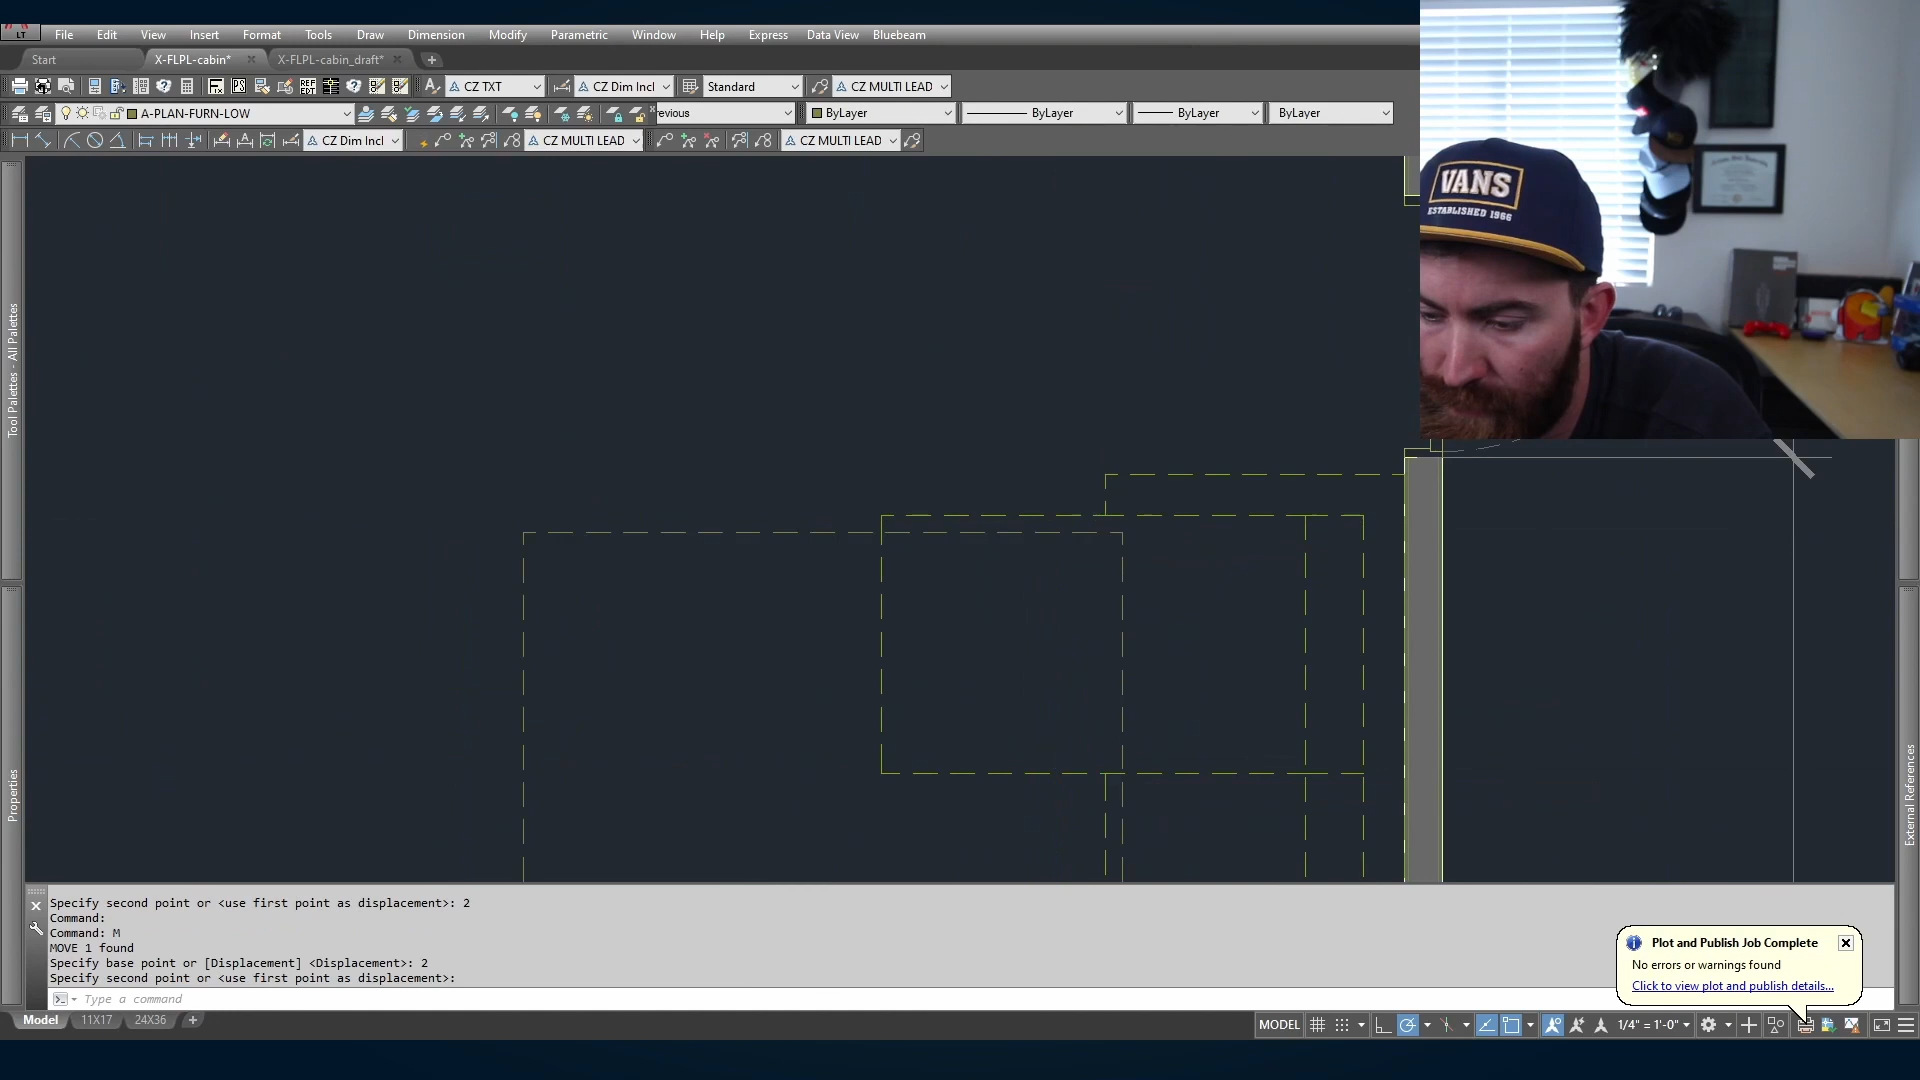 LT File Edit View Insert Format Tools Draw Dimension Modify Parametric Window Help Express Data View Bluebeam
Start X-FLPL-cabin* X-FLPL-cabin_draft*
CZ TXT CZ Dim Incl Standard CZ MULTI LEAD
A-PLAN-FURN-LOW evious ByLayer ByLayer ByLayer ByLayer
CZ Dim Incl CZ MULTI LEAD CZ MULTI LEAD
VANS
ESTABLISHED 1966
Tool Palettes - All Palettes
Properties
External References
Specify second point or <use first point as displacement>: 2
Command:
Command: M
MOVE 1 found
Specify base point or [Displacement] <Displacement>: 2
Specify second point or <use first point as displacement>:
Type a command
Plot and Publish Job Complete
No errors or warnings found
Click to view plot and publish details...
Model 11X17 24X36
MODEL 1/4" = 1'-0"